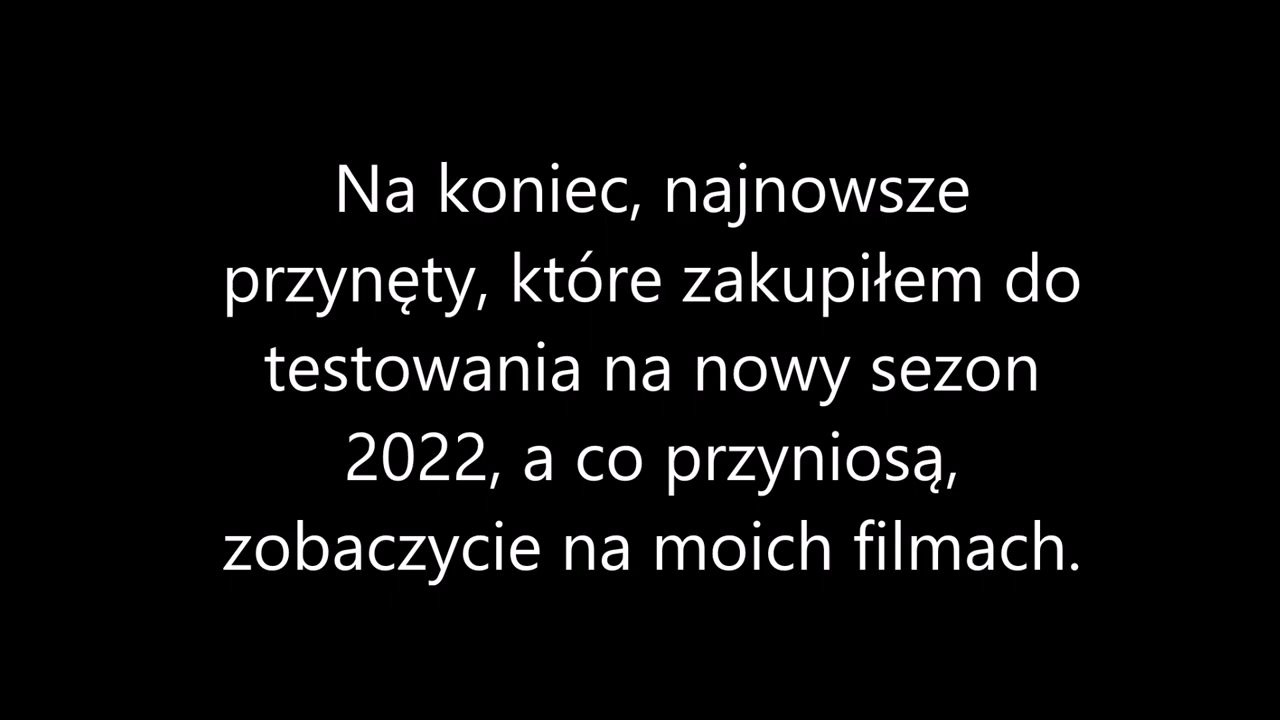 Na koniec, najnowsze
przynęty, które zakupiłem do
testowania na nowy sezon
2022, a co przyniosą,
zobaczycie na moich filmach.